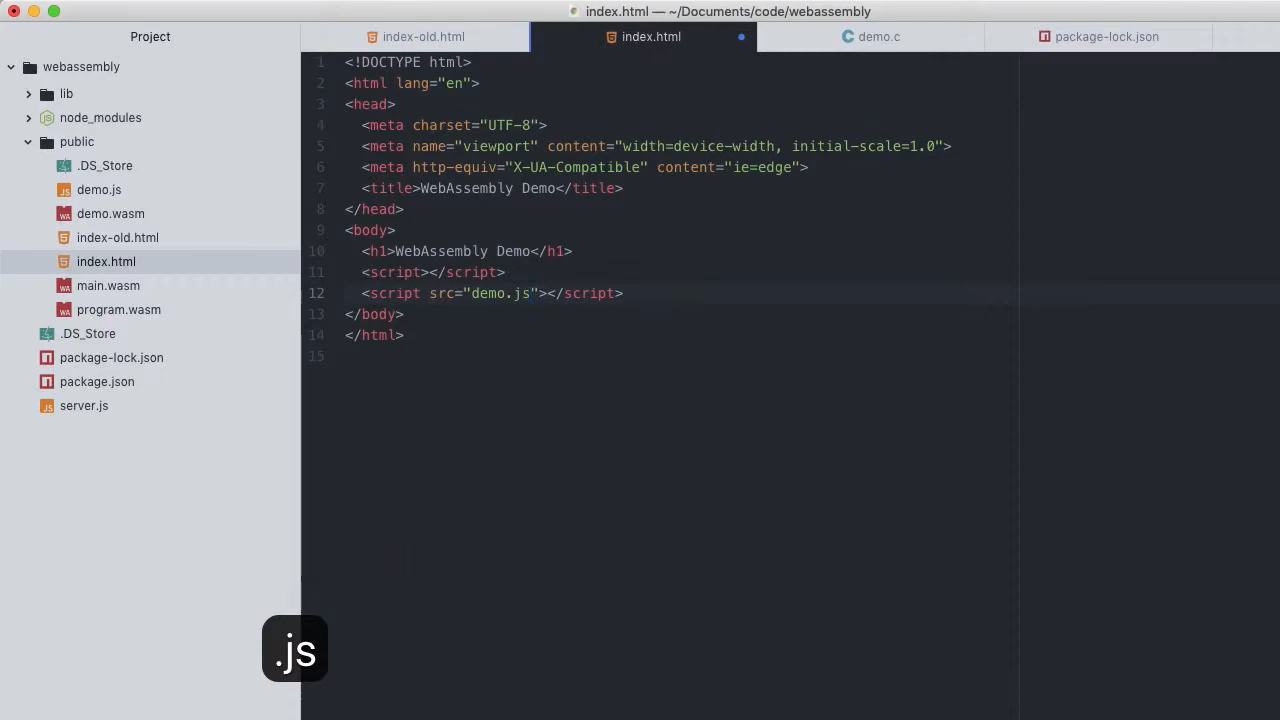 index.html — ~/Documents/code/webassembly
Project
index-old.html
index.html
demo.c
package-lock.json
webassembly
lib
node_modules
public
.DS_Store
demo.js
demo.wasm
index-old.html
index.html
main.wasm
program.wasm
.DS_Store
package-lock.json
package.json
server.js
1 <!DOCTYPE html>
2 <html lang="en">
3 <head>
4 <meta charset="UTF-8">
5 <meta name="viewport" content="width=device-width, initial-scale=1.0">
6 <meta http-equiv="X-UA-Compatible" content="ie=edge">
7 <title>WebAssembly Demo</title>
8 </head>
9 <body>
10 <h1>WebAssembly Demo</h1>
11 <script></script>
12 <script src="demo.js"></script>
13 </body>
14 </html>
15
.js